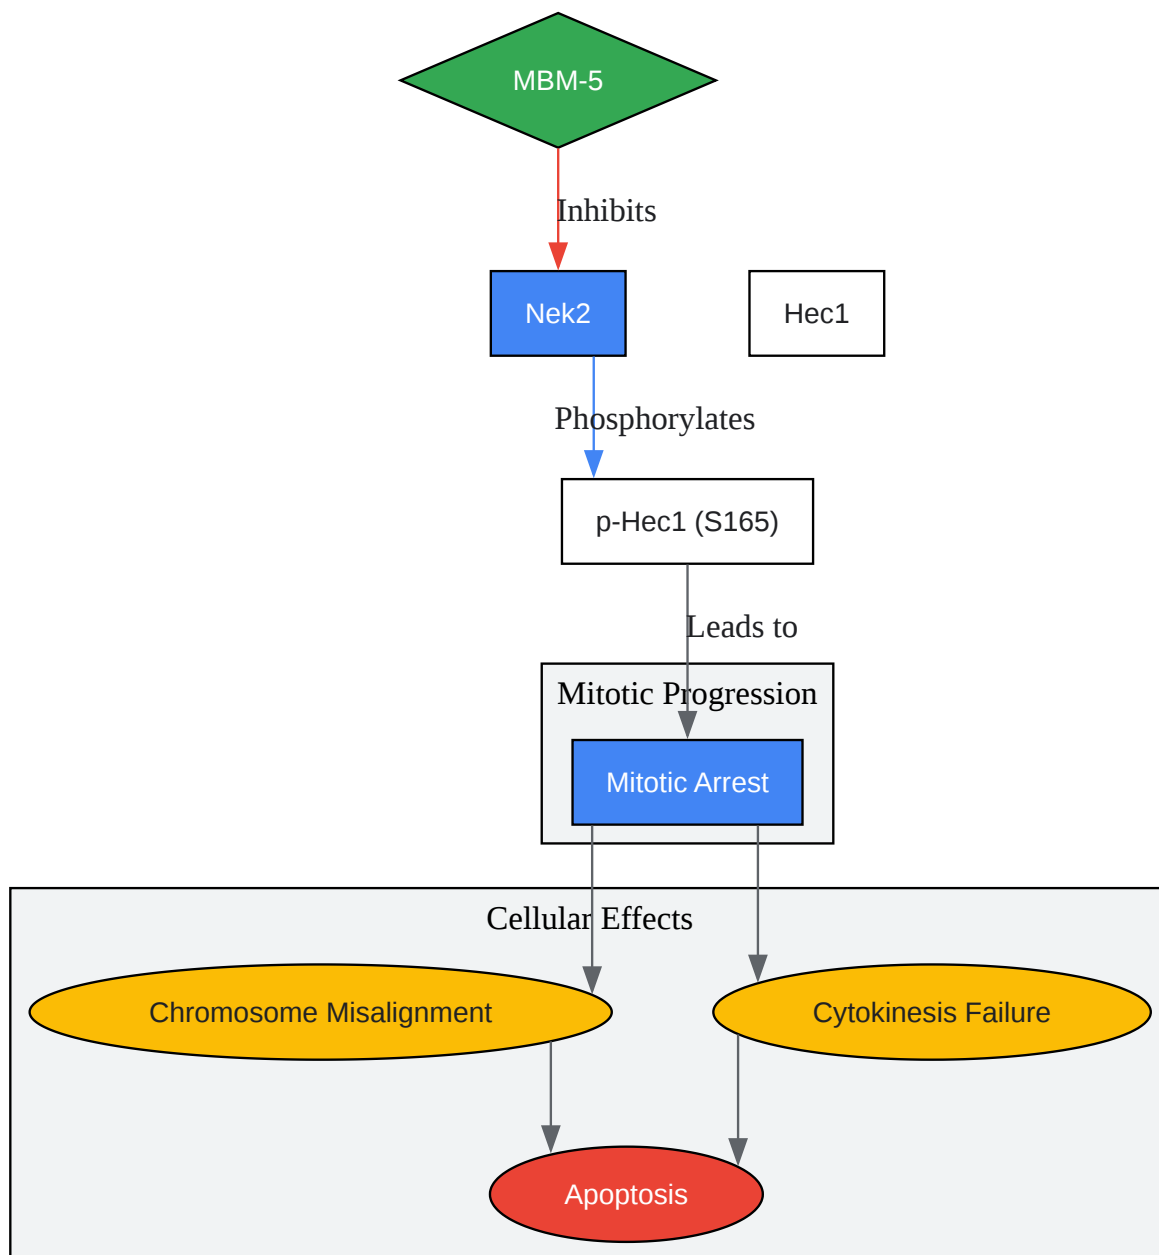 MBM-5
Inhibits
Nek2
Hec1
Phosphorylates
p-Hec1 (S165)
Leads to
Mitotic Progression
Mitotic Arrest
Cellular Effects
Chromosome Misalignment
Cytokinesis Failure
Apoptosis